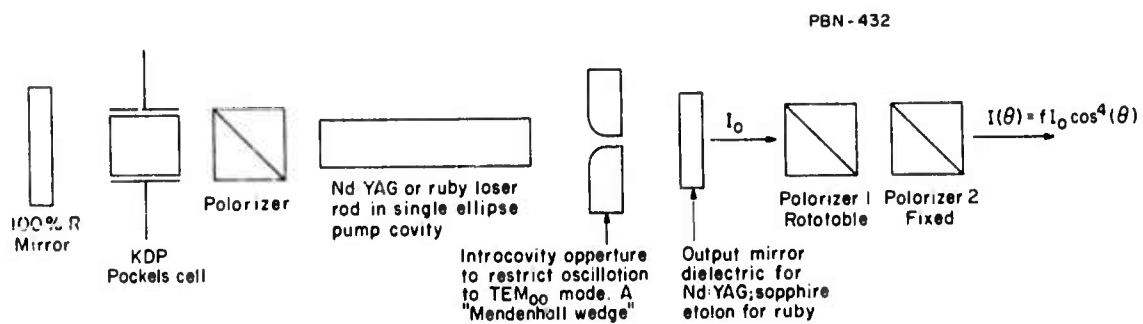 PBN-432
I₀
I(θ) = fI₀cos⁴(θ)
100% R
Mirror
KDP
Pockels cell
Polorizer
Nd:YAG or ruby loser
rod in single ellipse
pump covity
Introcovity opperture
to restrict oscillotion
to TEM₀₀ mode. A
"Mendenhall wedge"
Output mirror
dielectric for
Nd:YAG;sopphire
etolon for ruby
Polorizer 1
Rototoble
Polorizer 2
Fixed